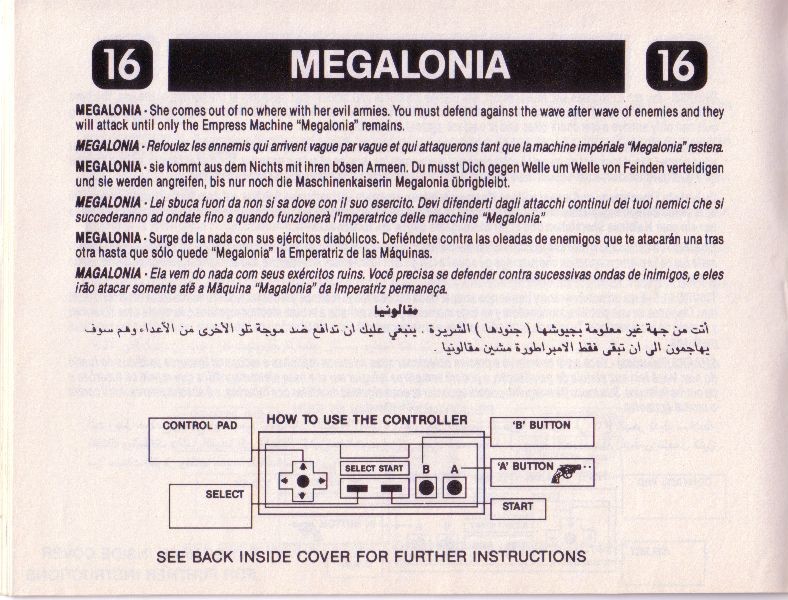 16 MEGALONIA 16
MEGALONIA - She comes out of no where with her evil armies. You must defend against the wave after wave of enemies and they
will attack until only the Empress Machine "Megalonia" remains.
MEGALONIA - Refoulez les ennemis qui arrivent vague par vague et qui attaquerons tant que la machine impériale "Megalonia" restera.
MEGALONIA - sie kommt aus dem Nichts mit ihren bösen Armeen. Du musst Dich gegen Welle um Welle von Feinden verteidigen
und sie werden angreifen, bis nur noch die Maschinenkaiserin Megalonia übrigbleibt.
MEGALONIA - Lei sbuca fuori da non si sa dove con il suo esercito. Devi difenderti dagli attacchi continui dei tuoi nemici che si
succederanno ad ondate fino a quando funzionerà l'imperatrice delle macchine "Megalonia."
MEGALONIA - Surge de la nada con sus ejércitos diabólicos. Defiéndete contra las oleadas de enemigos que te atacarán una tras
otra hasta que sólo quede "Megalonia" la Emperatriz de las Máquinas.
MAGALONIA - Ela vem do nada com seus exércitos ruins. Você precisa se defender contra sucessivas ondas de inimigos, e eles
irão atacar somente até a Máquina "Magalonia" da Imperatriz permaneça.
مقالونيا
أتت من جهة غير معلومة بجيوشها ( جنودها ) الشريرة . ينبغي عليك ان تدافع ضد موجة تلو الأخرى من الأعداء وهم سوف
يهاجمون الى ان تبقى فقط الامبراطورة مشين مقالونيا .
HOW TO USE THE CONTROLLER
CONTROL PAD
'B' BUTTON
SELECT START B A
'A' BUTTON
SELECT
START
SEE BACK INSIDE COVER FOR FURTHER INSTRUCTIONS